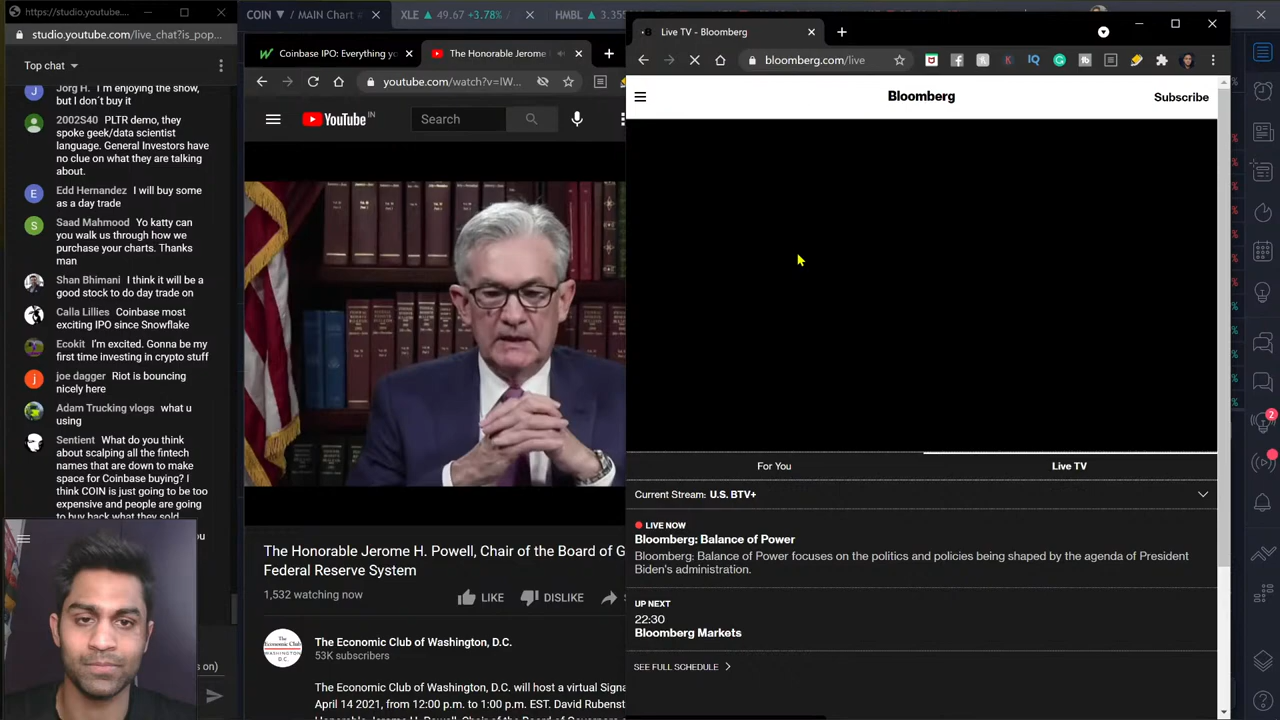 https://studio.youtube.com/live_chat?is_pop...
studio.youtube.com/live_chat?is_pop...
Top chat
Jorg H. I'm enjoying the show,
but I don´t buy it
2002S40 PLTR demo, they
spoke geek/data scientist
language. General Investors have
no clue on what they are talking
about.
Edd Hernandez I will buy some
as a day trade
Saad Mahmood Yo katty can
you walk us through how we
purchase your charts. Thanks
man
Shan Bhimani I think it will be a
good stock to do day trade on
Calla Lillies Coinbase most
exciting IPO since Snowflake
Ecokit I'm excited. Gonna be my
first time investing in crypto stuff
joe dagger Riot is bouncing
nicely here
Adam Trucking vlogs what u
using
Sentient What do you think
about scalping all the fintech
names that are down to make
space for Coinbase buying? I
think COIN is just going to be too
expensive and people are going
to buy back what they sold
COIN ▼ / MAIN Chart
XLE ▲ 49.67 +3.78%
HMBL ▲ 3.355
Coinbase IPO: Everything yo
The Honorable Jerome
youtube.com/watch?v=IW...
YouTube IN
Search
The Honorable Jerome H. Powell, Chair of the Board of G
Federal Reserve System
1,532 watching now
LIKE
DISLIKE
The Economic Club of Washington, D.C.
The Economic Club of Washington, D.C.
53K subscribers
The Economic Club of Washington, D.C. will host a virtual Signa
April 14 2021, from 12:00 p.m. to 1:00 p.m. EST. David Rubenst
Live TV - Bloomberg
bloomberg.com/live
Bloomberg
Subscribe
For You
Live TV
Current Stream: U.S. BTV+
LIVE NOW
Bloomberg: Balance of Power
Bloomberg: Balance of Power focuses on the politics and policies being shaped by the agenda of President
Biden's administration.
UP NEXT
22:30
Bloomberg Markets
SEE FULL SCHEDULE
2